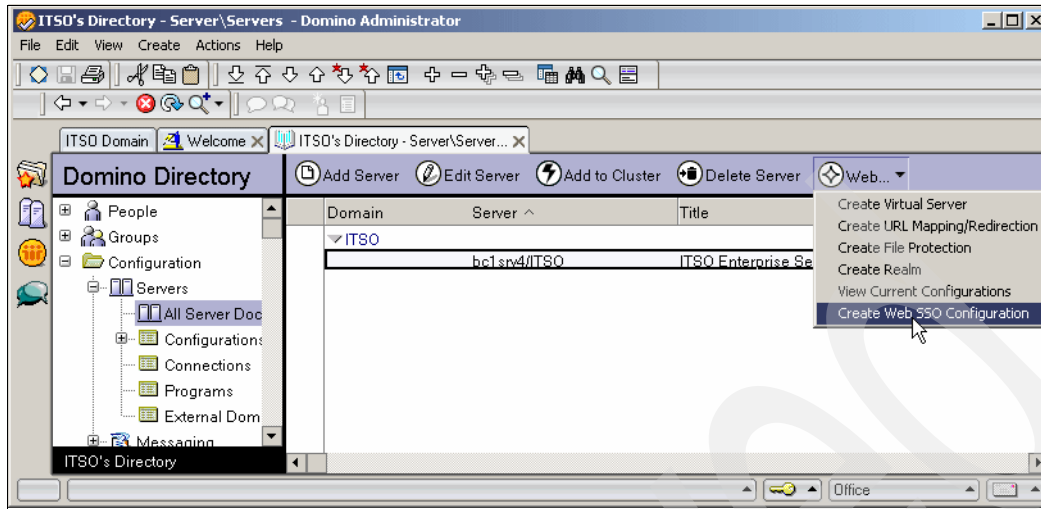 ITSO's Directory - Server\Servers - Domino Administrator
File Edit View Create Actions Help
ITSO Domain Welcome ITSO's Directory - Server\Server...
Domino Directory Add Server Edit Server Add to Cluster Delete Server Web...
Create Virtual Server
Create URL Mapping/Redirection
Create File Protection
Create Realm
View Current Configurations
Create Web SSO Configuration
People
Groups
Configuration
Servers
All Server Doc
Configurations
Connections
Programs
External Dom
Messaging
ITSO's Directory
Domain Server Title
ITSO
bc1srv4/ITSO ITSO Enterprise Se
Office